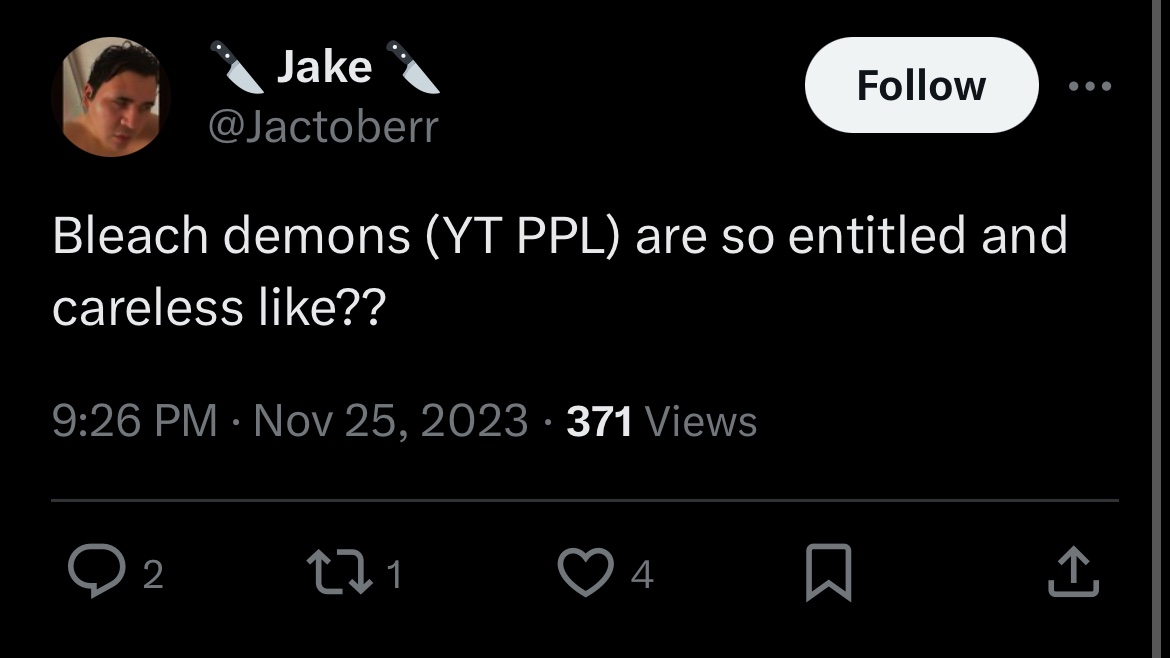 🔪 Jake 🔪
@Jactoberr
Follow
Bleach demons (YT PPL) are so entitled and
careless like??
9:26 PM · Nov 25, 2023 · 371 Views
2 1 4